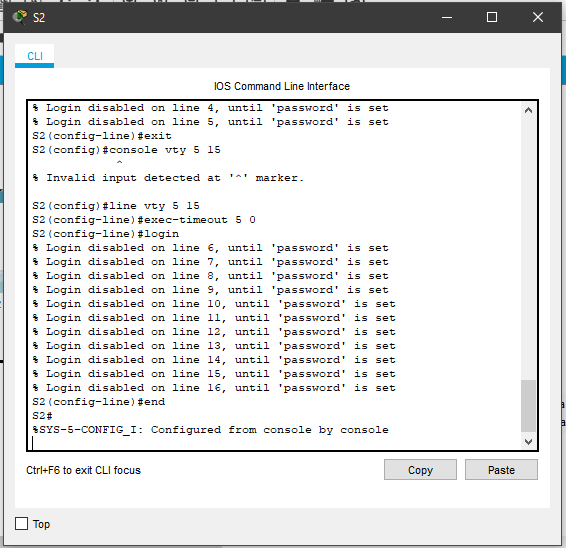 S2
CLI
IOS Command Line Interface
% Login disabled on line 4, until 'password' is set
% Login disabled on line 5, until 'password' is set
S2(config-line)#exit
S2(config)#console vty 5 15
^
% Invalid input detected at '^' marker.
S2(config)#line vty 5 15
S2(config-line)#exec-timeout 5 0
S2(config-line)#login
% Login disabled on line 6, until 'password' is set
% Login disabled on line 7, until 'password' is set
% Login disabled on line 8, until 'password' is set
% Login disabled on line 9, until 'password' is set
% Login disabled on line 10, until 'password' is set
% Login disabled on line 11, until 'password' is set
% Login disabled on line 12, until 'password' is set
% Login disabled on line 13, until 'password' is set
% Login disabled on line 14, until 'password' is set
% Login disabled on line 15, until 'password' is set
% Login disabled on line 16, until 'password' is set
S2(config-line)#end
S2#
%SYS-5-CONFIG_I: Configured from console by console
Ctrl+F6 to exit CLI focus
Copy
Paste
Top